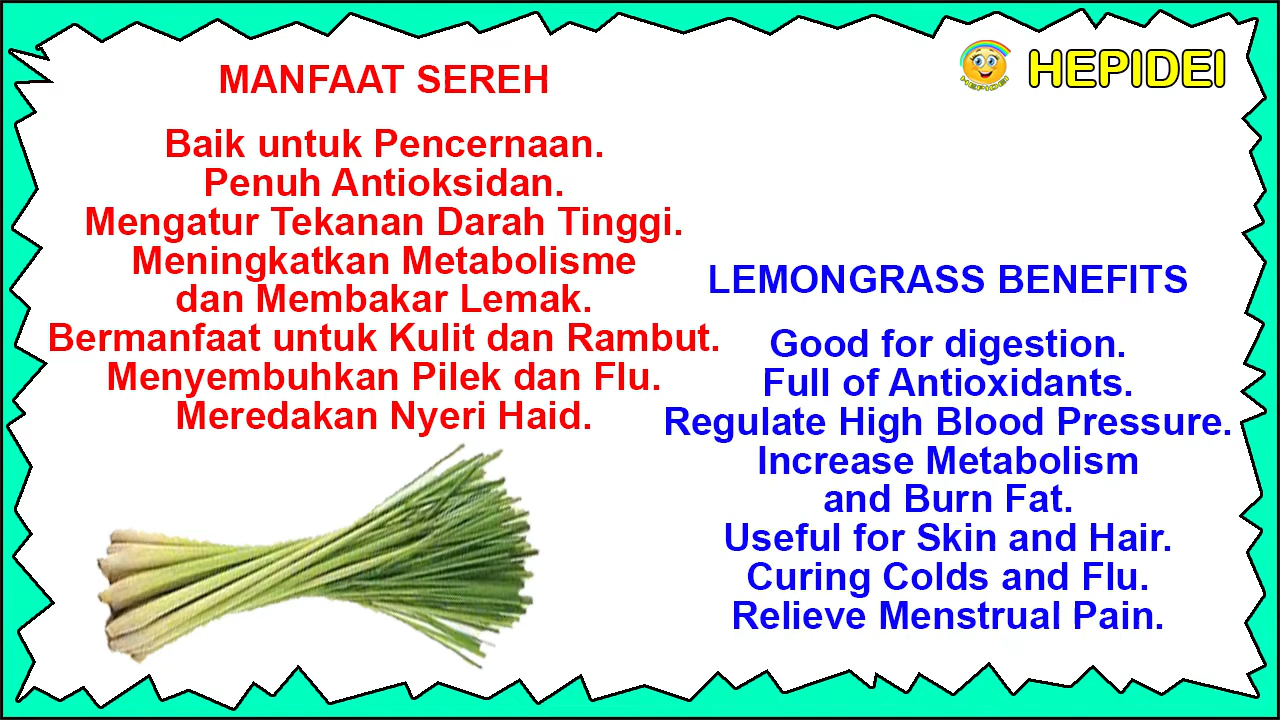 HEPIDEI
HEPIDEI
MANFAAT SEREH
Baik untuk Pencernaan.
Penuh Antioksidan.
Mengatur Tekanan Darah Tinggi.
Meningkatkan Metabolisme
dan Membakar Lemak.
Bermanfaat untuk Kulit dan Rambut.
Menyembuhkan Pilek dan Flu.
Meredakan Nyeri Haid.
LEMONGRASS BENEFITS
Good for digestion.
Full of Antioxidants.
Regulate High Blood Pressure.
Increase Metabolism
and Burn Fat.
Useful for Skin and Hair.
Curing Colds and Flu.
Relieve Menstrual Pain.